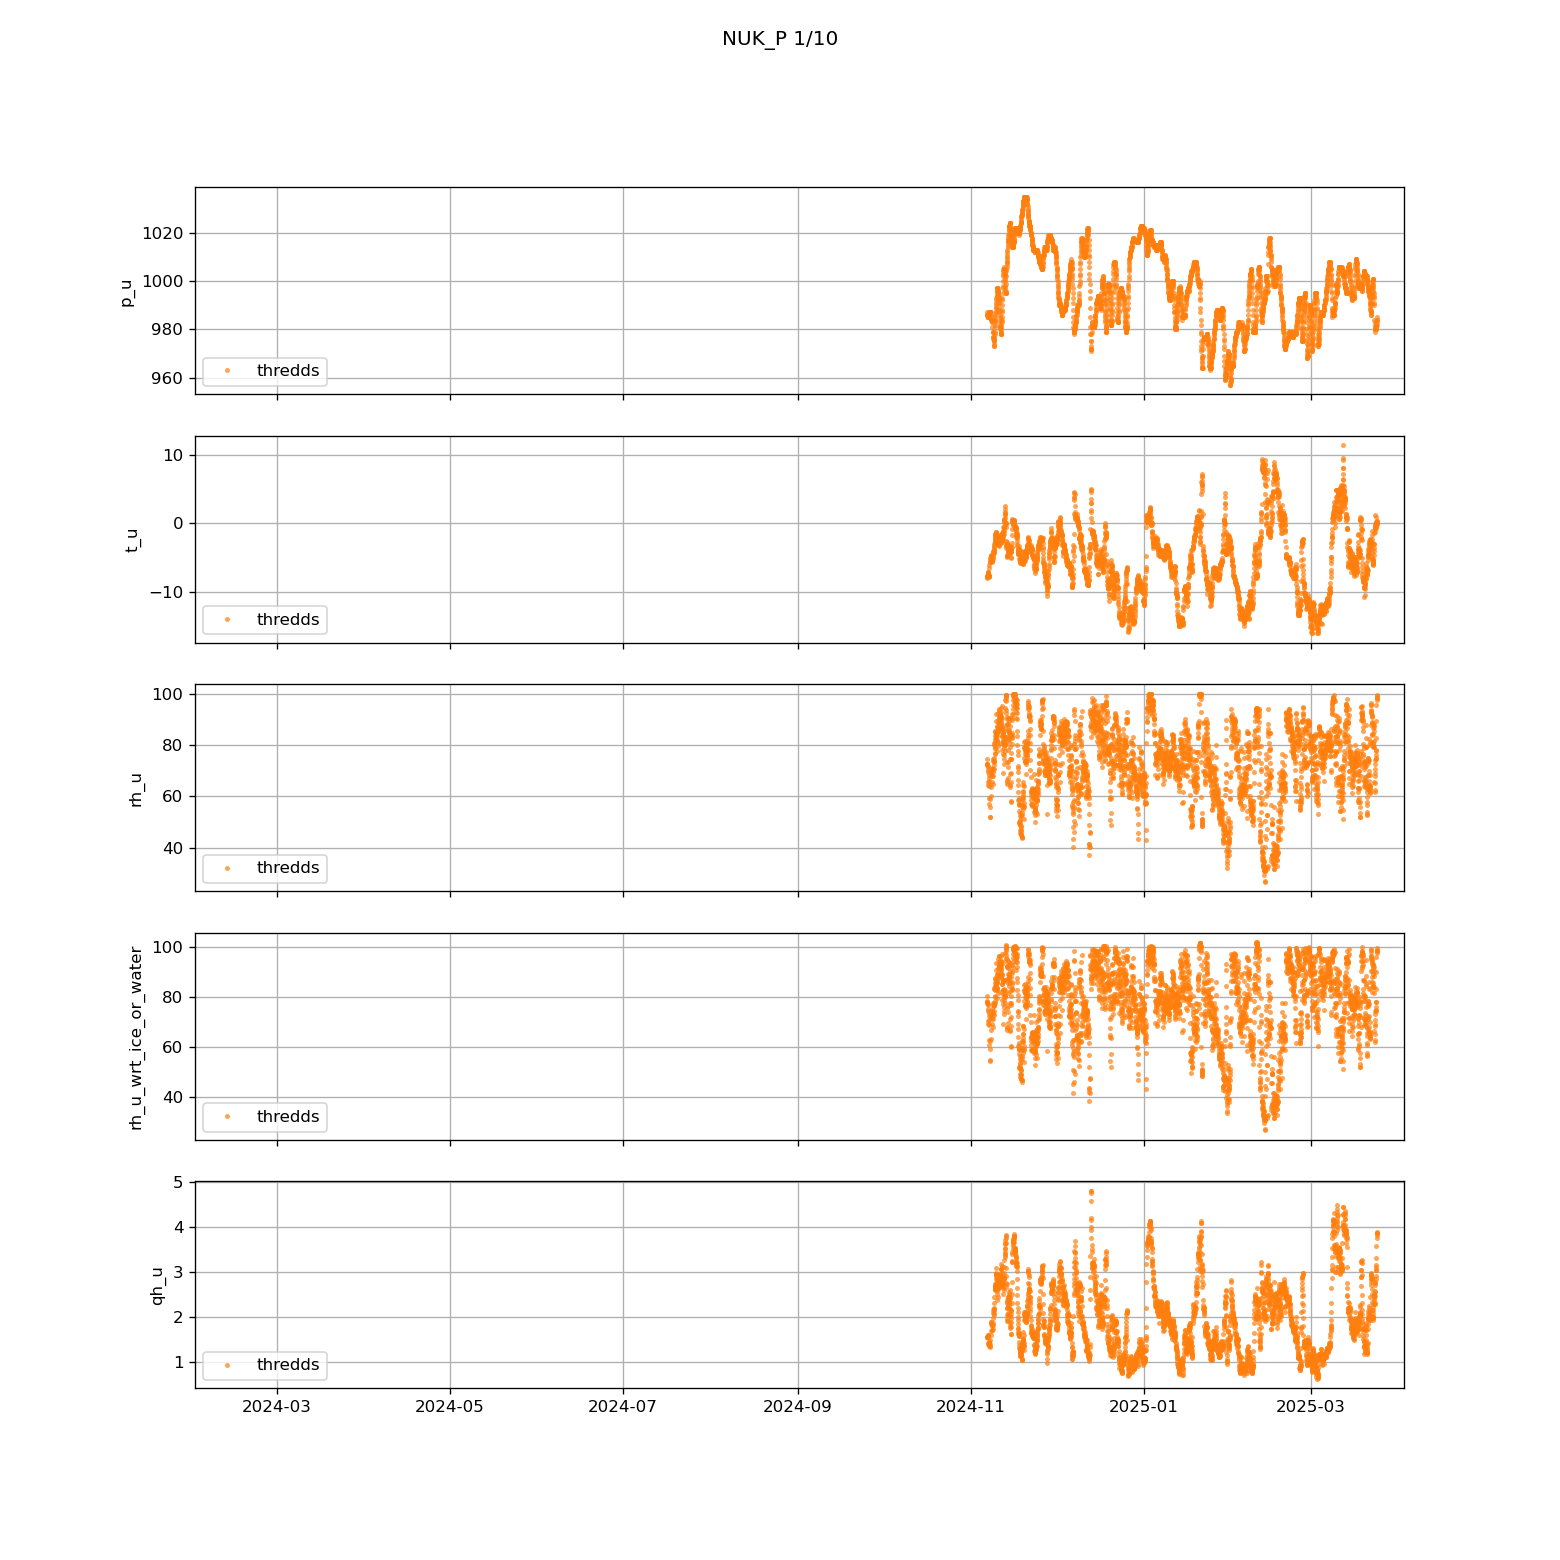 NUK_P 1/10
p_u
1020
1000
980
960
thredds
t_u
10
0
−10
thredds
rh_u
100
80
60
40
thredds
rh_u_wrt_ice_or_water
100
80
60
40
thredds
qh_u
5
4
3
2
1
thredds
2024-03 2024-05 2024-07 2024-09 2024-11 2025-01 2025-03